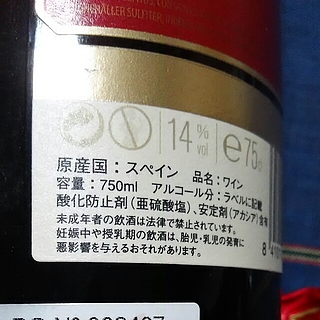 14 % vol e 75
原産国：スペイン 品名：ワイン
容量：750ml アルコール分：ラベルに記載
酸化防止剤（亜硫酸塩）、安定剤（アカシア）含有
未成年者の飲酒は法律で禁止されています。
妊娠中や授乳期の飲酒は、胎児・乳児の発育に
悪影響を与えるおそれがあります。